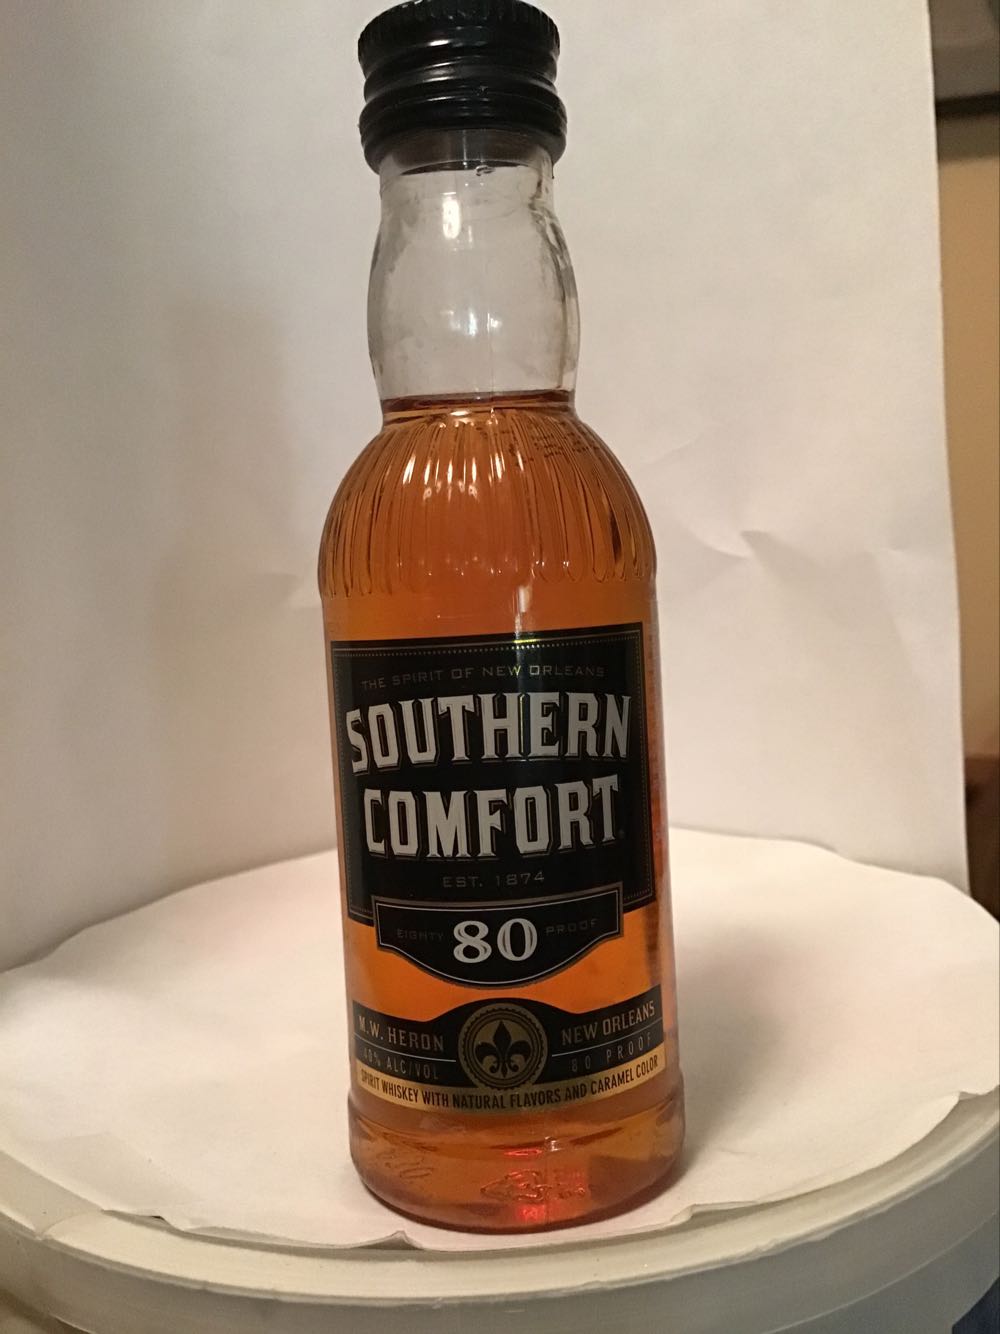 THE SPIRIT OF NEW ORLEANS
SOUTHERN
COMFORT
EST. 1874
EIGHTY 80 PROOF
M.W. HERON NEW ORLEANS
40% ALC/VOL 80 PROOF
SPIRIT WHISKEY WITH NATURAL FLAVORS AND CARAMEL COLOR